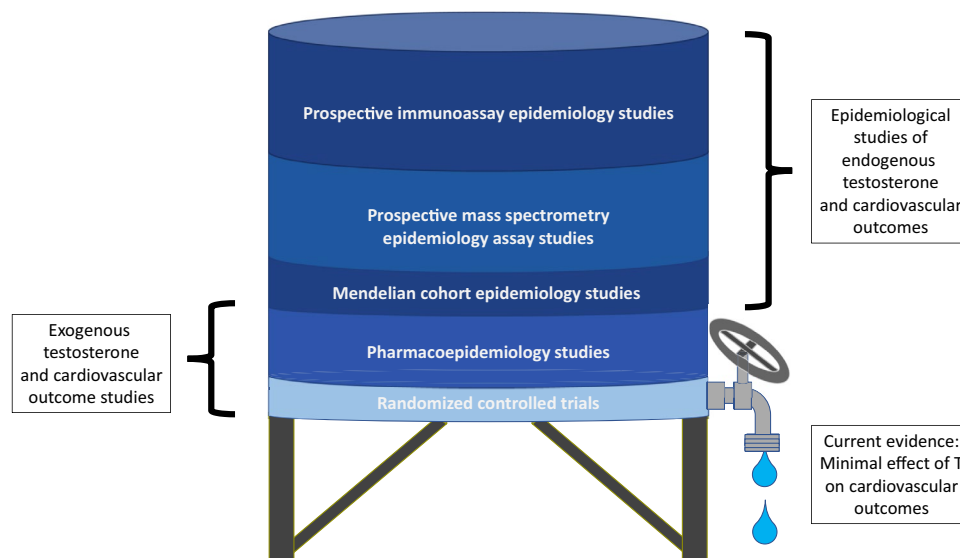 Prospective immunoassay epidemiology studies
Prospective mass spectrometry
epidemiology assay studies
Mendelian cohort epidemiology studies
Pharmacoepidemiology studies
Randomized controlled trials
Exogenous
testosterone
and cardiovascular
outcome studies
Epidemiological
studies of
endogenous
testosterone
and cardiovascular
outcomes
Current evidence:
Minimal effect of T
on cardiovascular
outcomes